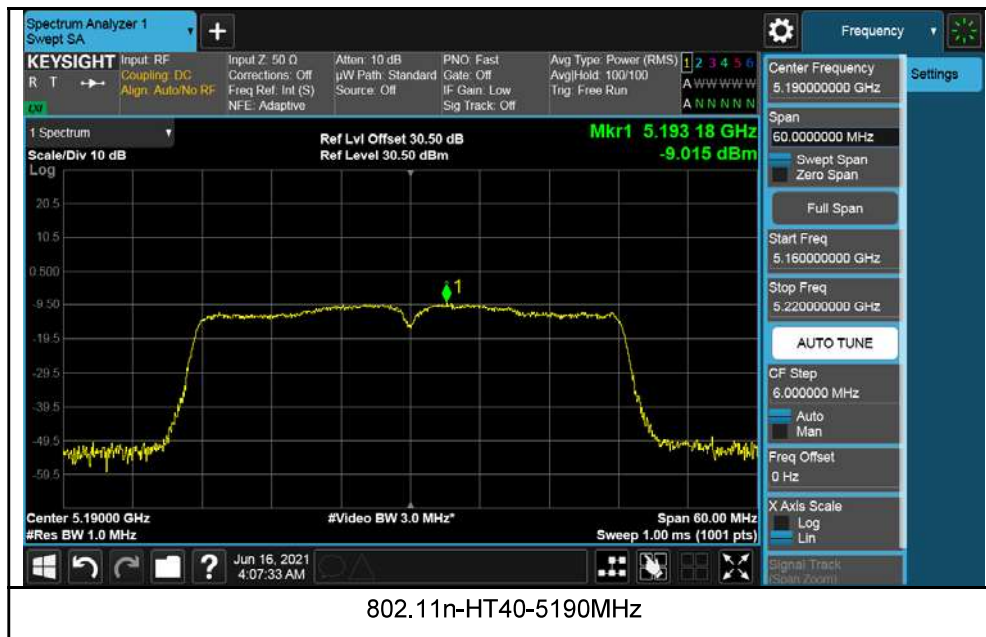 Spectrum Analyzer 1
Swept SA
+
Frequency
KEYSIGHT
R T
LXI
Input: RF
Coupling: DC
Align: Auto/No RF
Input Z: 50 Ω
Corrections: Off
Freq Ref: Int (S)
NFE: Adaptive
Atten: 10 dB
µW Path: Standard
Source: Off
PNO: Fast
Gate: Off
IF Gain: Low
Sig Track: Off
Avg Type: Power (RMS)
Avg|Hold: 100/100
Trig: Free Run
1 2 3 4 5 6
A W W W W W
A N N N N N
1 Spectrum
Scale/Div 10 dB
Log
Ref Lvl Offset 30.50 dB
Ref Level 30.50 dBm
Mkr1 5.193 18 GHz
-9.015 dBm
20.5
10.5
0.500
-9.50
-19.5
-29.5
-39.5
-49.5
-59.5
1
Center 5.19000 GHz
#Res BW 1.0 MHz
#Video BW 3.0 MHz*
Span 60.00 MHz
Sweep 1.00 ms (1001 pts)
?
Jun 16, 2021
4:07:33 AM
Center Frequency
5.190000000 GHz
Settings
Span
60.0000000 MHz
Swept Span
Zero Span
Full Span
Start Freq
5.160000000 GHz
Stop Freq
5.220000000 GHz
AUTO TUNE
CF Step
6.000000 MHz
Auto
Man
Freq Offset
0 Hz
X Axis Scale
Log
Lin
Signal Track
(Span Zoom)
802.11n-HT40-5190MHz